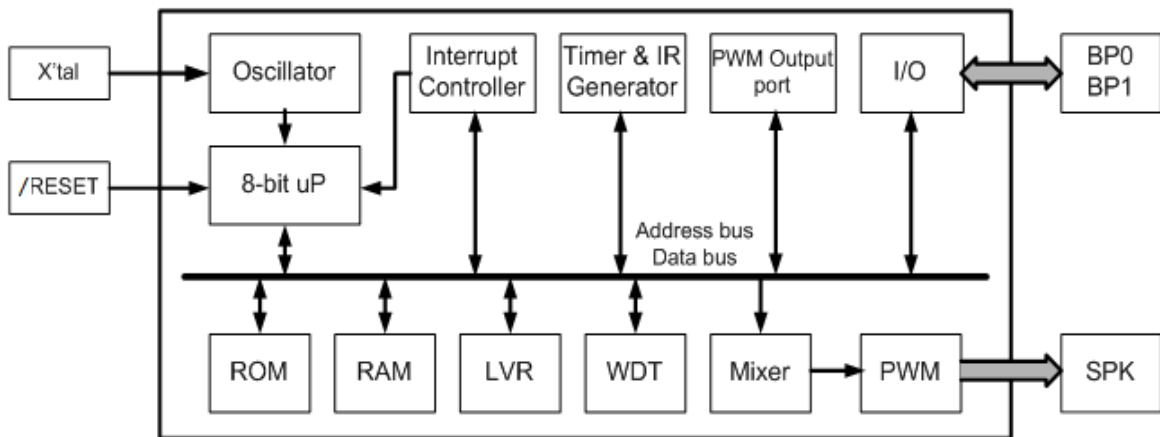 X'tal
Oscillator
Interrupt
Controller
Timer & IR
Generator
PWM Output
port
I/O
BP0
BP1
/RESET
8-bit uP
Address bus
Data bus
ROM
RAM
LVR
WDT
Mixer
PWM
SPK